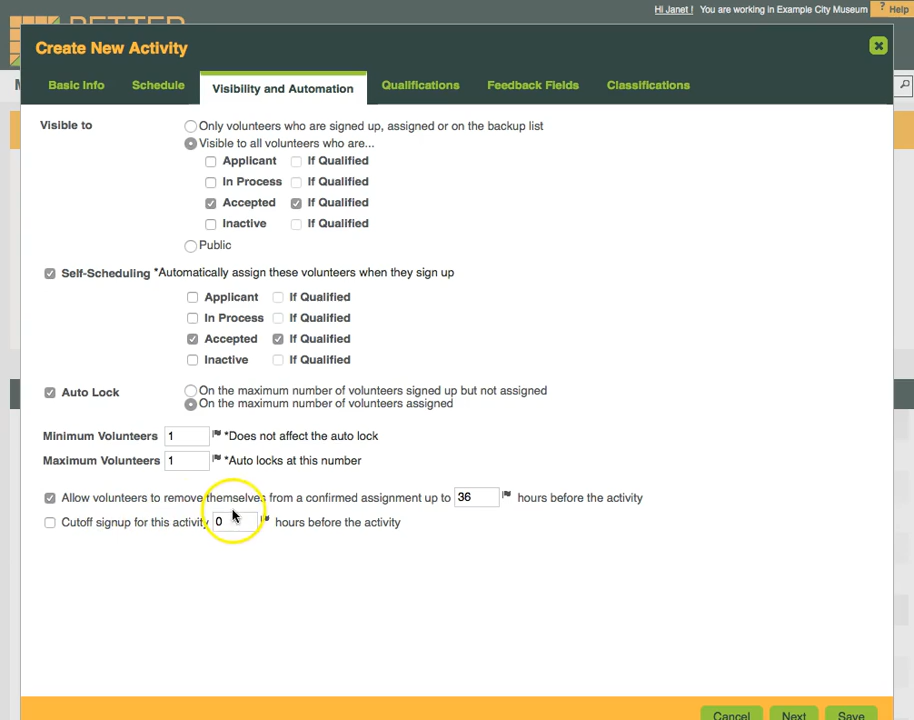 Hi Janet ! You are working in Example City Museum ? Help
BETTER
Create New Activity
Basic Info Schedule Visibility and Automation Qualifications Feedback Fields Classifications
Visible to
Only volunteers who are signed up, assigned or on the backup list
Visible to all volunteers who are...
Applicant If Qualified
In Process If Qualified
Accepted If Qualified
Inactive If Qualified
Public
Self-Scheduling *Automatically assign these volunteers when they sign up
Applicant If Qualified
In Process If Qualified
Accepted If Qualified
Inactive If Qualified
Auto Lock
On the maximum number of volunteers signed up but not assigned
On the maximum number of volunteers assigned
Minimum Volunteers 1 *Does not affect the auto lock
Maximum Volunteers 1 *Auto locks at this number
Allow volunteers to remove themselves from a confirmed assignment up to 36 hours before the activity
Cutoff signup for this activity 0 hours before the activity
Cancel Next Save